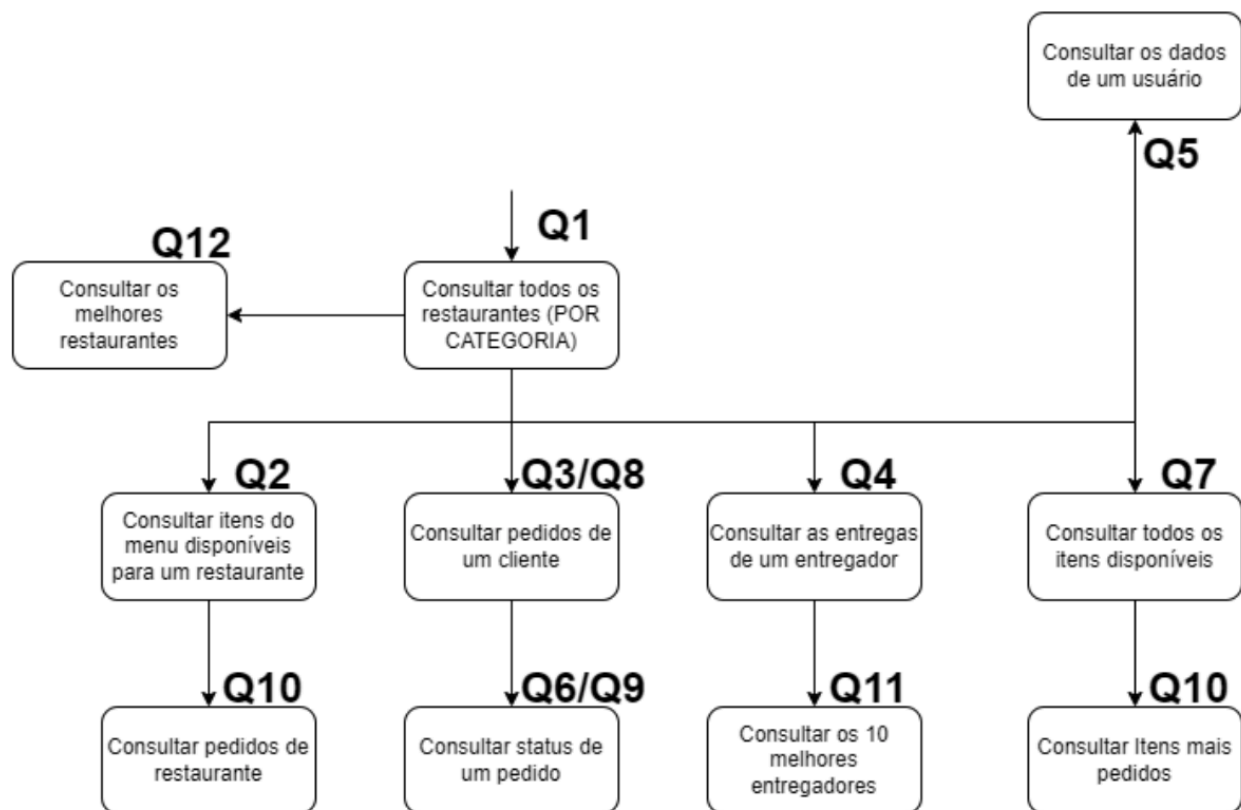 Consultar os dados
de um usuário
Q5
Q1
Q12
Consultar os
melhores
restaurantes
Consultar todos os
restaurantes (POR
CATEGORIA)
Q2
Q3/Q8
Q4
Q7
Consultar itens do
menu disponíveis
para um restaurante
Consultar pedidos de
um cliente
Consultar as entregas
de um entregador
Consultar todos os
itens disponíveis
Q10
Q6/Q9
Q11
Q10
Consultar pedidos de
restaurante
Consultar status de
um pedido
Consultar os 10
melhores
entregadores
Consultar Itens mais
pedidos